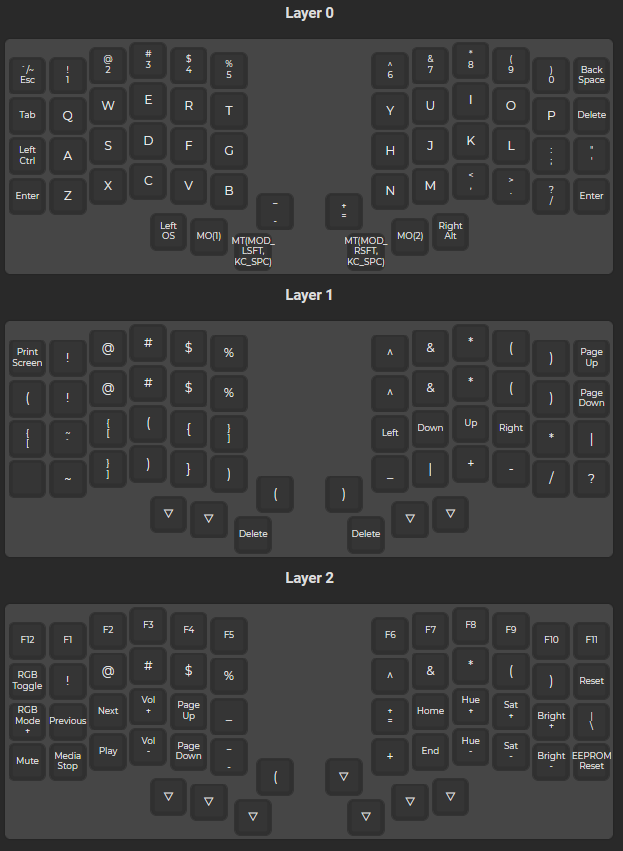 Layer 0
`/~
Esc
!
1
@
2
#
3
$
4
%
5
^
6
&
7
*
8
(
9
)
0
Back
Space
Tab
Q
W
E
R
T
Y
U
I
O
P
Delete
Left
Ctrl
A
S
D
F
G
H
J
K
L
:
;
"
'
Enter
Z
X
C
V
B
N
M
<
,
>
.
?
/
Enter
_
-
+
=
Left
OS
MO(1)
MT(MOD_
LSFT,
KC_SPC)
MT(MOD_
RSFT,
KC_SPC)
MO(2)
Right
Alt
Layer 1
Print
Screen
!
@
#
$
%
^
&
*
(
)
Page
Up
(
!
@
#
$
%
^
&
*
(
)
Page
Down
{
[
~
`
{
[
(
{
}
]
Left
Down
Up
Right
*
|
~
}
]
)
}
)
_
|
+
-
/
?
(
)
▽
▽
Delete
Delete
▽
▽
Layer 2
F12
F1
F2
F3
F4
F5
F6
F7
F8
F9
F10
F11
RGB
Toggle
!
@
#
$
%
^
&
*
(
)
Reset
RGB
Mode
+
Previous
Next
Vol
+
Page
Up
_
+
=
Home
Hue
+
Sat
+
Bright
+
|
\
Mute
Media
Stop
Play
Vol
-
Page
Down
_
-
+
End
Hue
-
Sat
-
Bright
-
EEPROM
Reset
(
▽
▽
▽
▽
▽
▽
▽